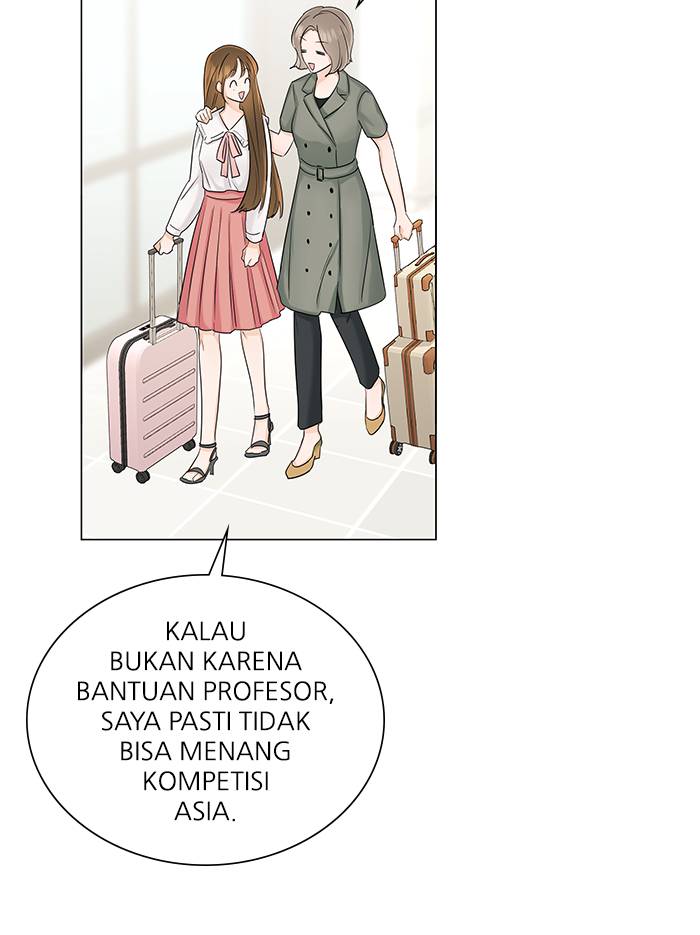 KALAU
BUKAN KARENA
BANTUAN PROFESOR,
SAYA PASTI TIDAK
BISA MENANG
KOMPETISI
ASIA.